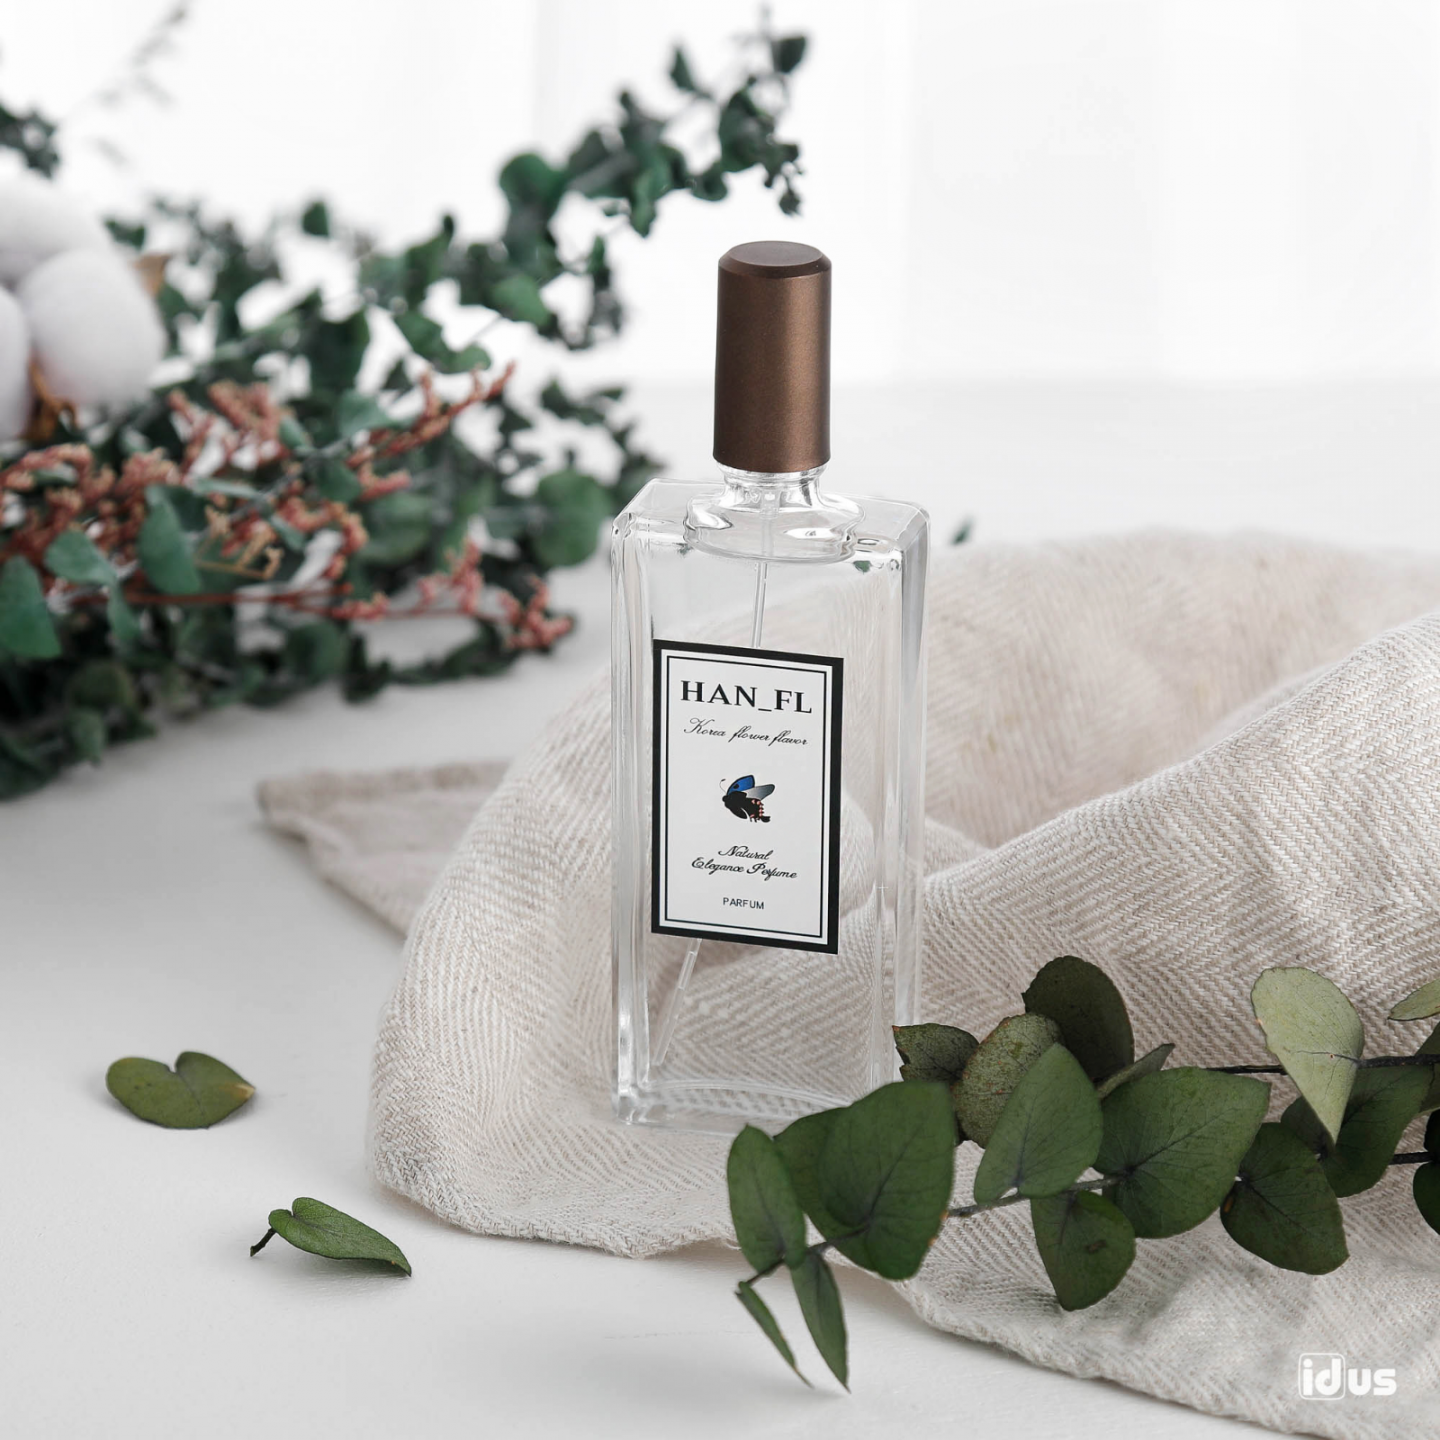 HAN_FL
Korea flower flavor
Natural
Elegance Perfume
PARFUM
idus